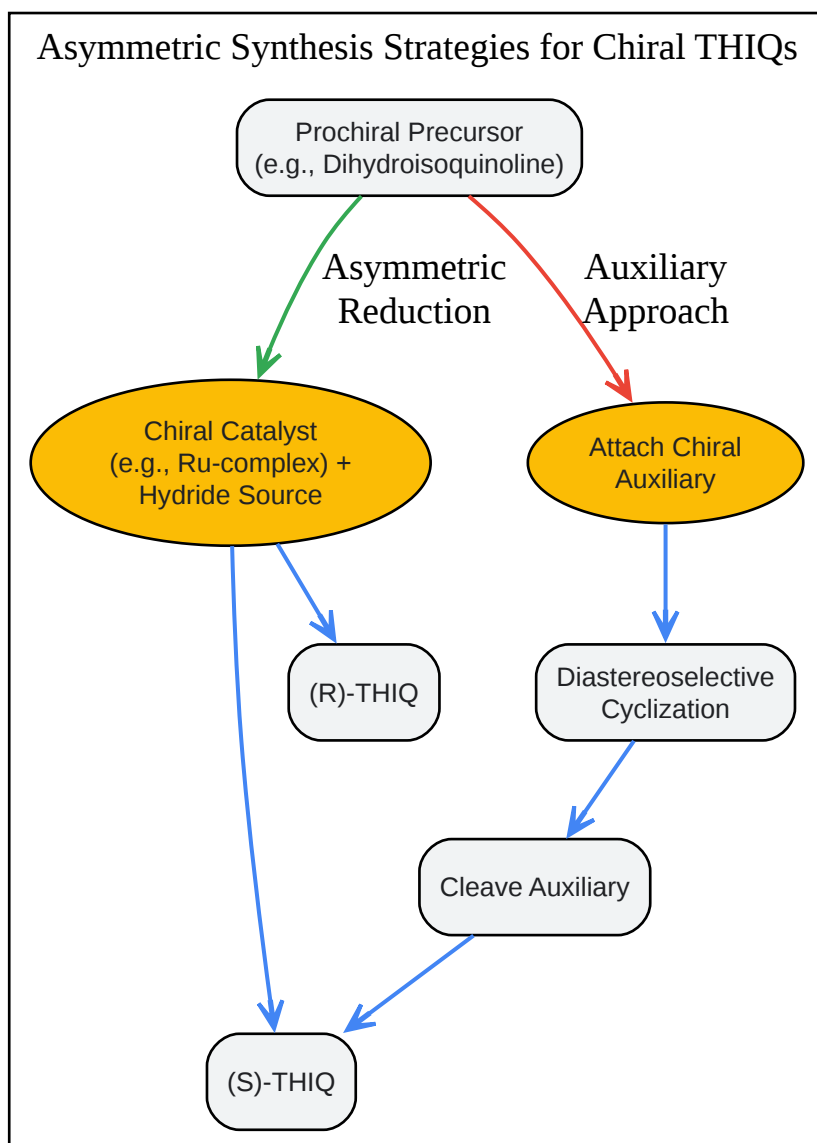 Asymmetric Synthesis Strategies for Chiral THIQs
Prochiral Precursor
(e.g., Dihydroisoquinoline)
Asymmetric
Reduction
Auxiliary
Approach
Chiral Catalyst
(e.g., Ru-complex) +
Hydride Source
Attach Chiral
Auxiliary
(R)-THIQ
Diastereoselective
Cyclization
Cleave Auxiliary
(S)-THIQ